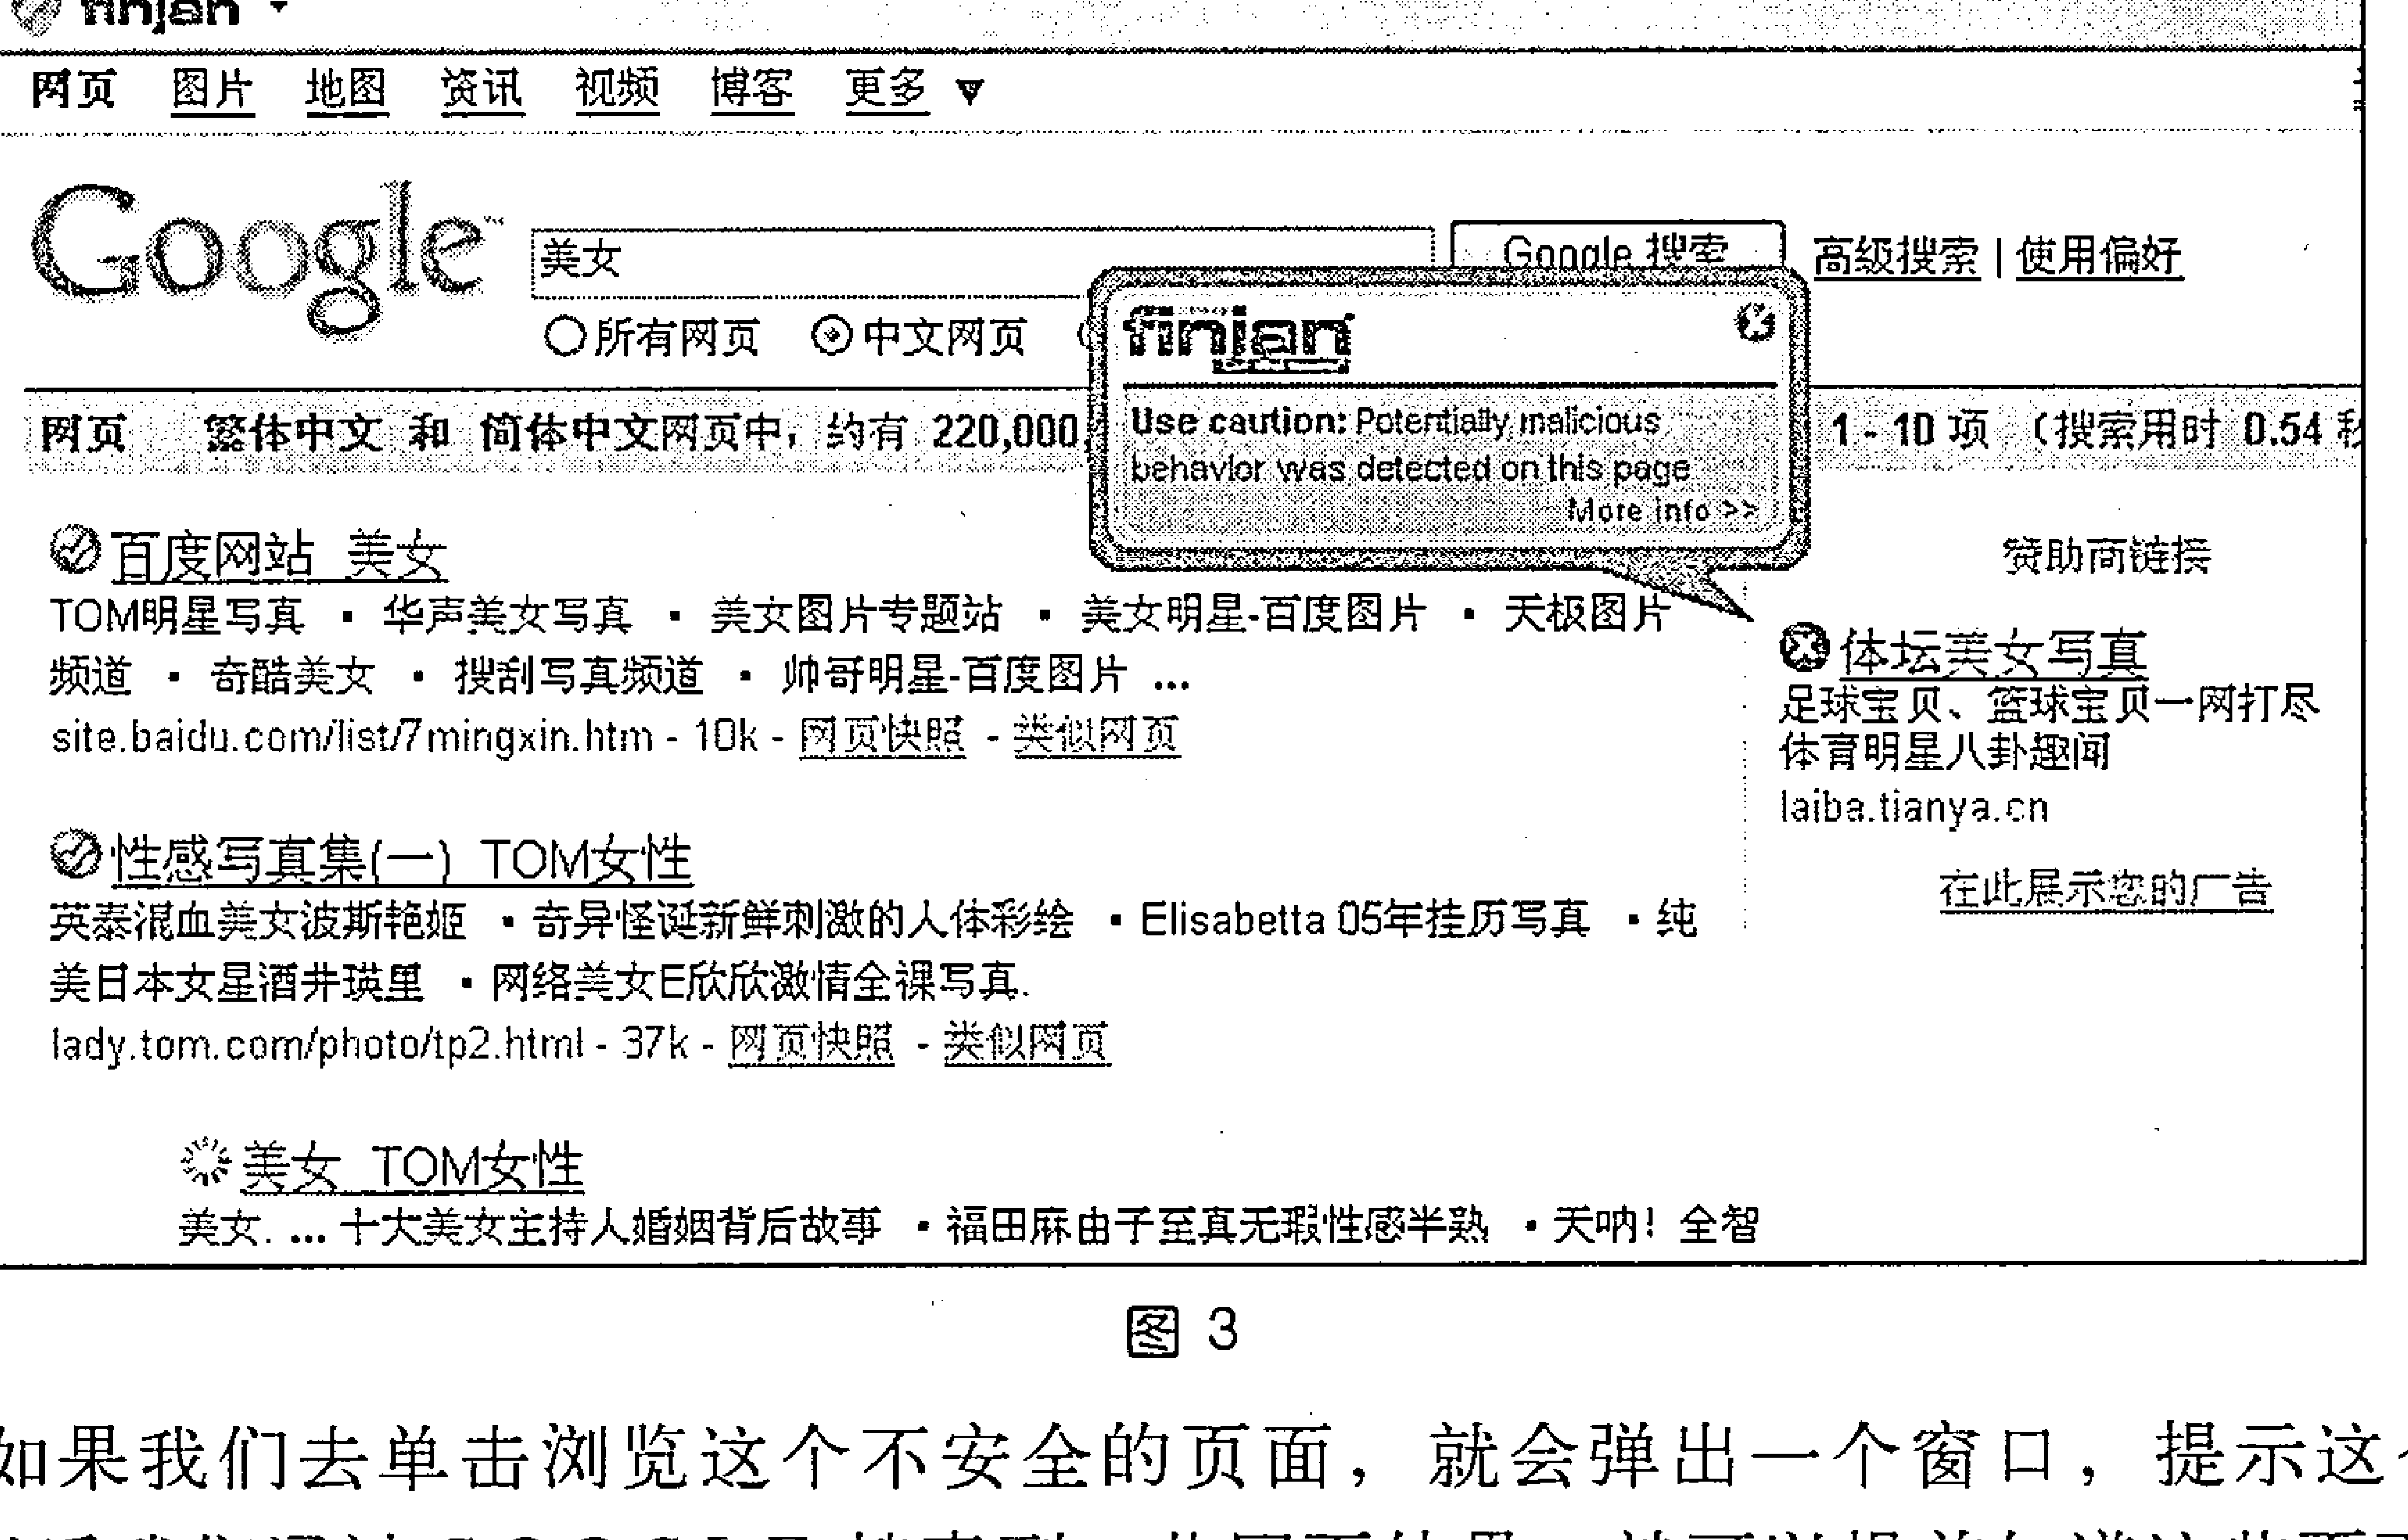 finjan
网页 图片 地图 资讯 视频 博客 更多
Google 美女 Google 搜索 高级搜索 | 使用偏好
所有网页 中文网页
finjan
Use caution: Potentially malicious
behavior was detected on this page
More info >>
网页 繁体中文 和 简体中文网页中，约有 220,000, 1 - 10 项 （搜索用时 0.54 秒
百度网站 美女
TOM明星写真 ▪ 华声美女写真 ▪ 美女图片专题站 ▪ 美女明星-百度图片 ▪ 天极图片
频道 ▪ 奇酷美女 ▪ 搜刮写真频道 ▪ 帅哥明星-百度图片 ...
site.baidu.com/list/7mingxin.htm - 10k - 网页快照 - 类似网页
赞助商链接
体坛美女写真
足球宝贝、篮球宝贝一网打尽
体育明星八卦趣闻
laiba.tianya.cn
在此展示您的广告
性感写真集(一) TOM女性
英泰混血美女波斯艳姬 ▪ 奇异怪诞新鲜刺激的人体彩绘 ▪ Elisabetta 05年挂历写真 ▪ 纯
美日本女星酒井瑛里 ▪ 网络美女E欣欣激情全裸写真.
lady.tom.com/photo/tp2.html - 37k - 网页快照 - 类似网页
美女 TOM女性
美女. ... 十大美女主持人婚姻背后故事 ▪ 福田麻由子至真无瑕性感半熟 ▪ 天呐！全智
图 3
如果我们去单击浏览这个不安全的页面，就会弹出一个窗口，提示这